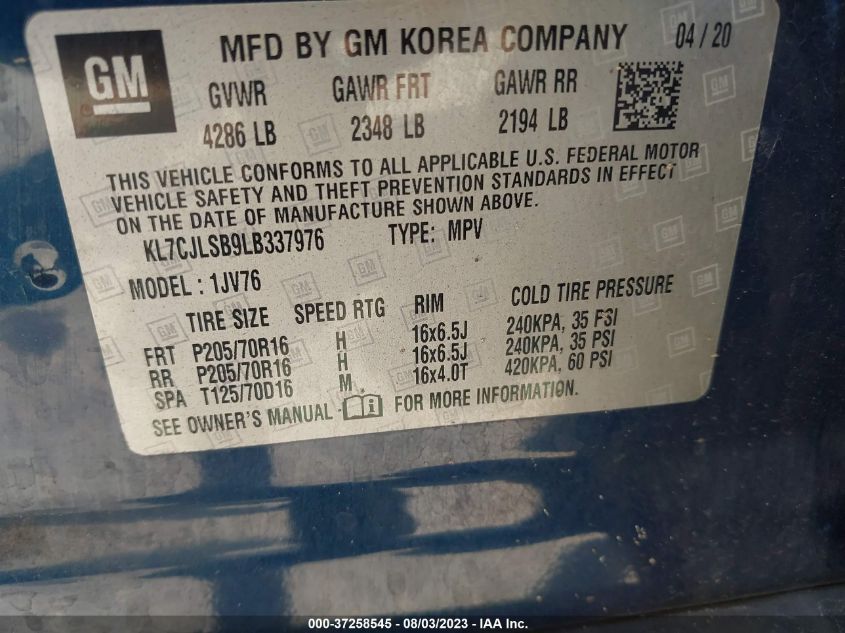 GM
MFD BY GM KOREA COMPANY 04/20
GVWR GAWR FRT GAWR RR
4286 LB 2348 LB 2194 LB
THIS VEHICLE CONFORMS TO ALL APPLICABLE U.S. FEDERAL MOTOR
VEHICLE SAFETY AND THEFT PREVENTION STANDARDS IN EFFECT
ON THE DATE OF MANUFACTURE SHOWN ABOVE.
KL7CJLSB9LB337976 TYPE: MPV
MODEL: 1JV76
TIRE SIZE SPEED RTG RIM COLD TIRE PRESSURE
FRT P205/70R16 H 16x6.5J 240KPA, 35 PSI
RR P205/70R16 H 16x6.5J 240KPA, 35 PSI
SPA T125/70D16 M 16x4.0T 420KPA, 60 PSI
SEE OWNER'S MANUAL FOR MORE INFORMATION.
000-37258545 - 08/03/2023 - IAA Inc.